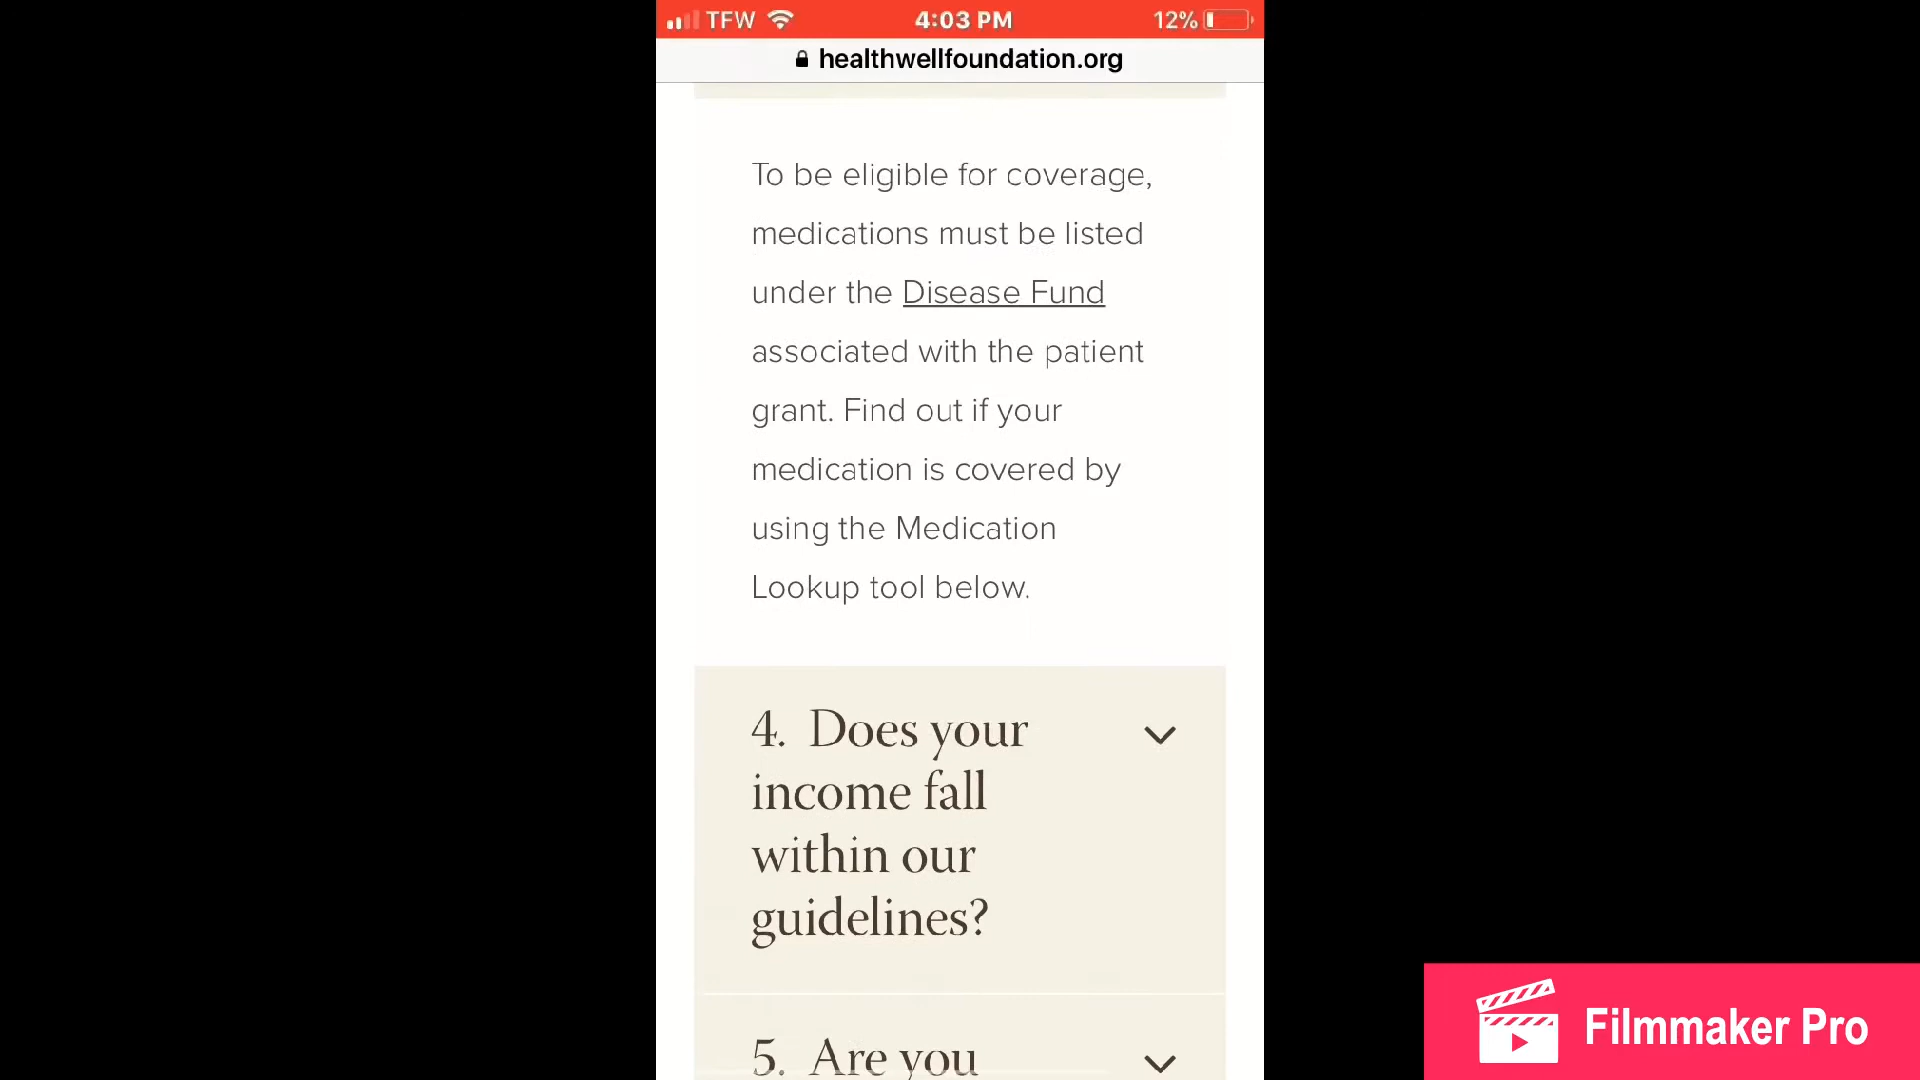 TFW 4:03 PM 12%
healthwellfoundation.org
To be eligible for coverage,
medications must be listed
under the Disease Fund
associated with the patient
grant. Find out if your
medication is covered by
using the Medication
Lookup tool below.
4. Does your
income fall
within our
guidelines?
5. Are you
Filmmaker Pro